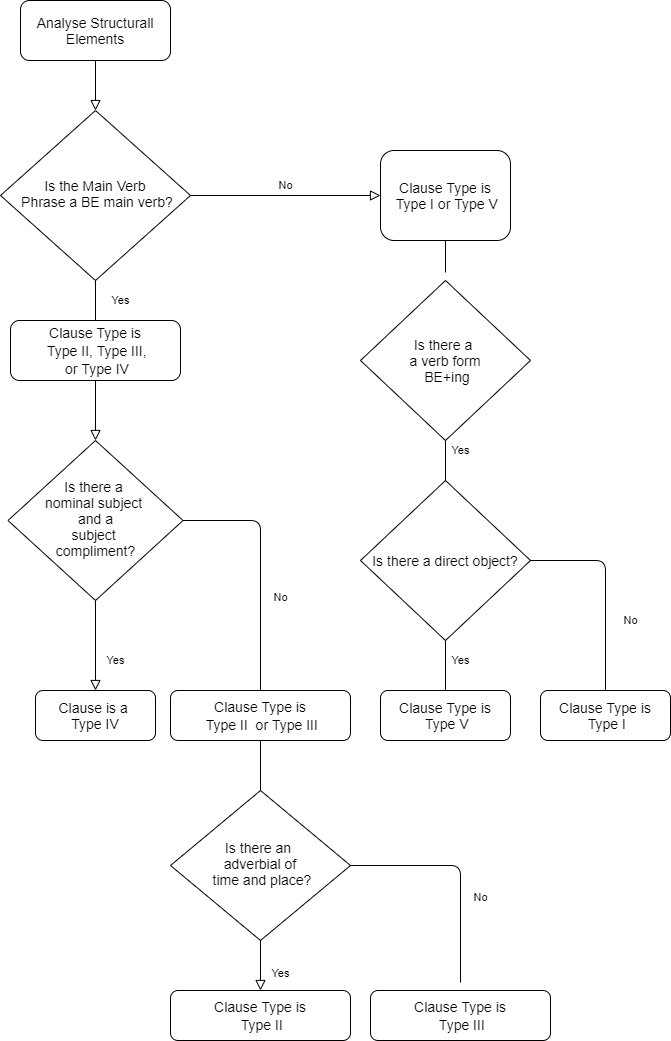 Analyse Structurall
Elements
Is the Main Verb
Phrase a BE main verb?
No
Clause Type is
Type I or Type V
Yes
Clause Type is
Type II, Type III,
or Type IV
Is there a
a verb form
BE+ing
Yes
Is there a
nominal subject
and a
subject
compliment?
No
Is there a direct object?
No
Yes
Yes
Clause is a
Type IV
Clause Type is
Type II or Type III
Clause Type is
Type V
Clause Type is
Type I
Is there an
adverbial of
time and place?
No
Yes
Clause Type is
Type II
Clause Type is
Type III